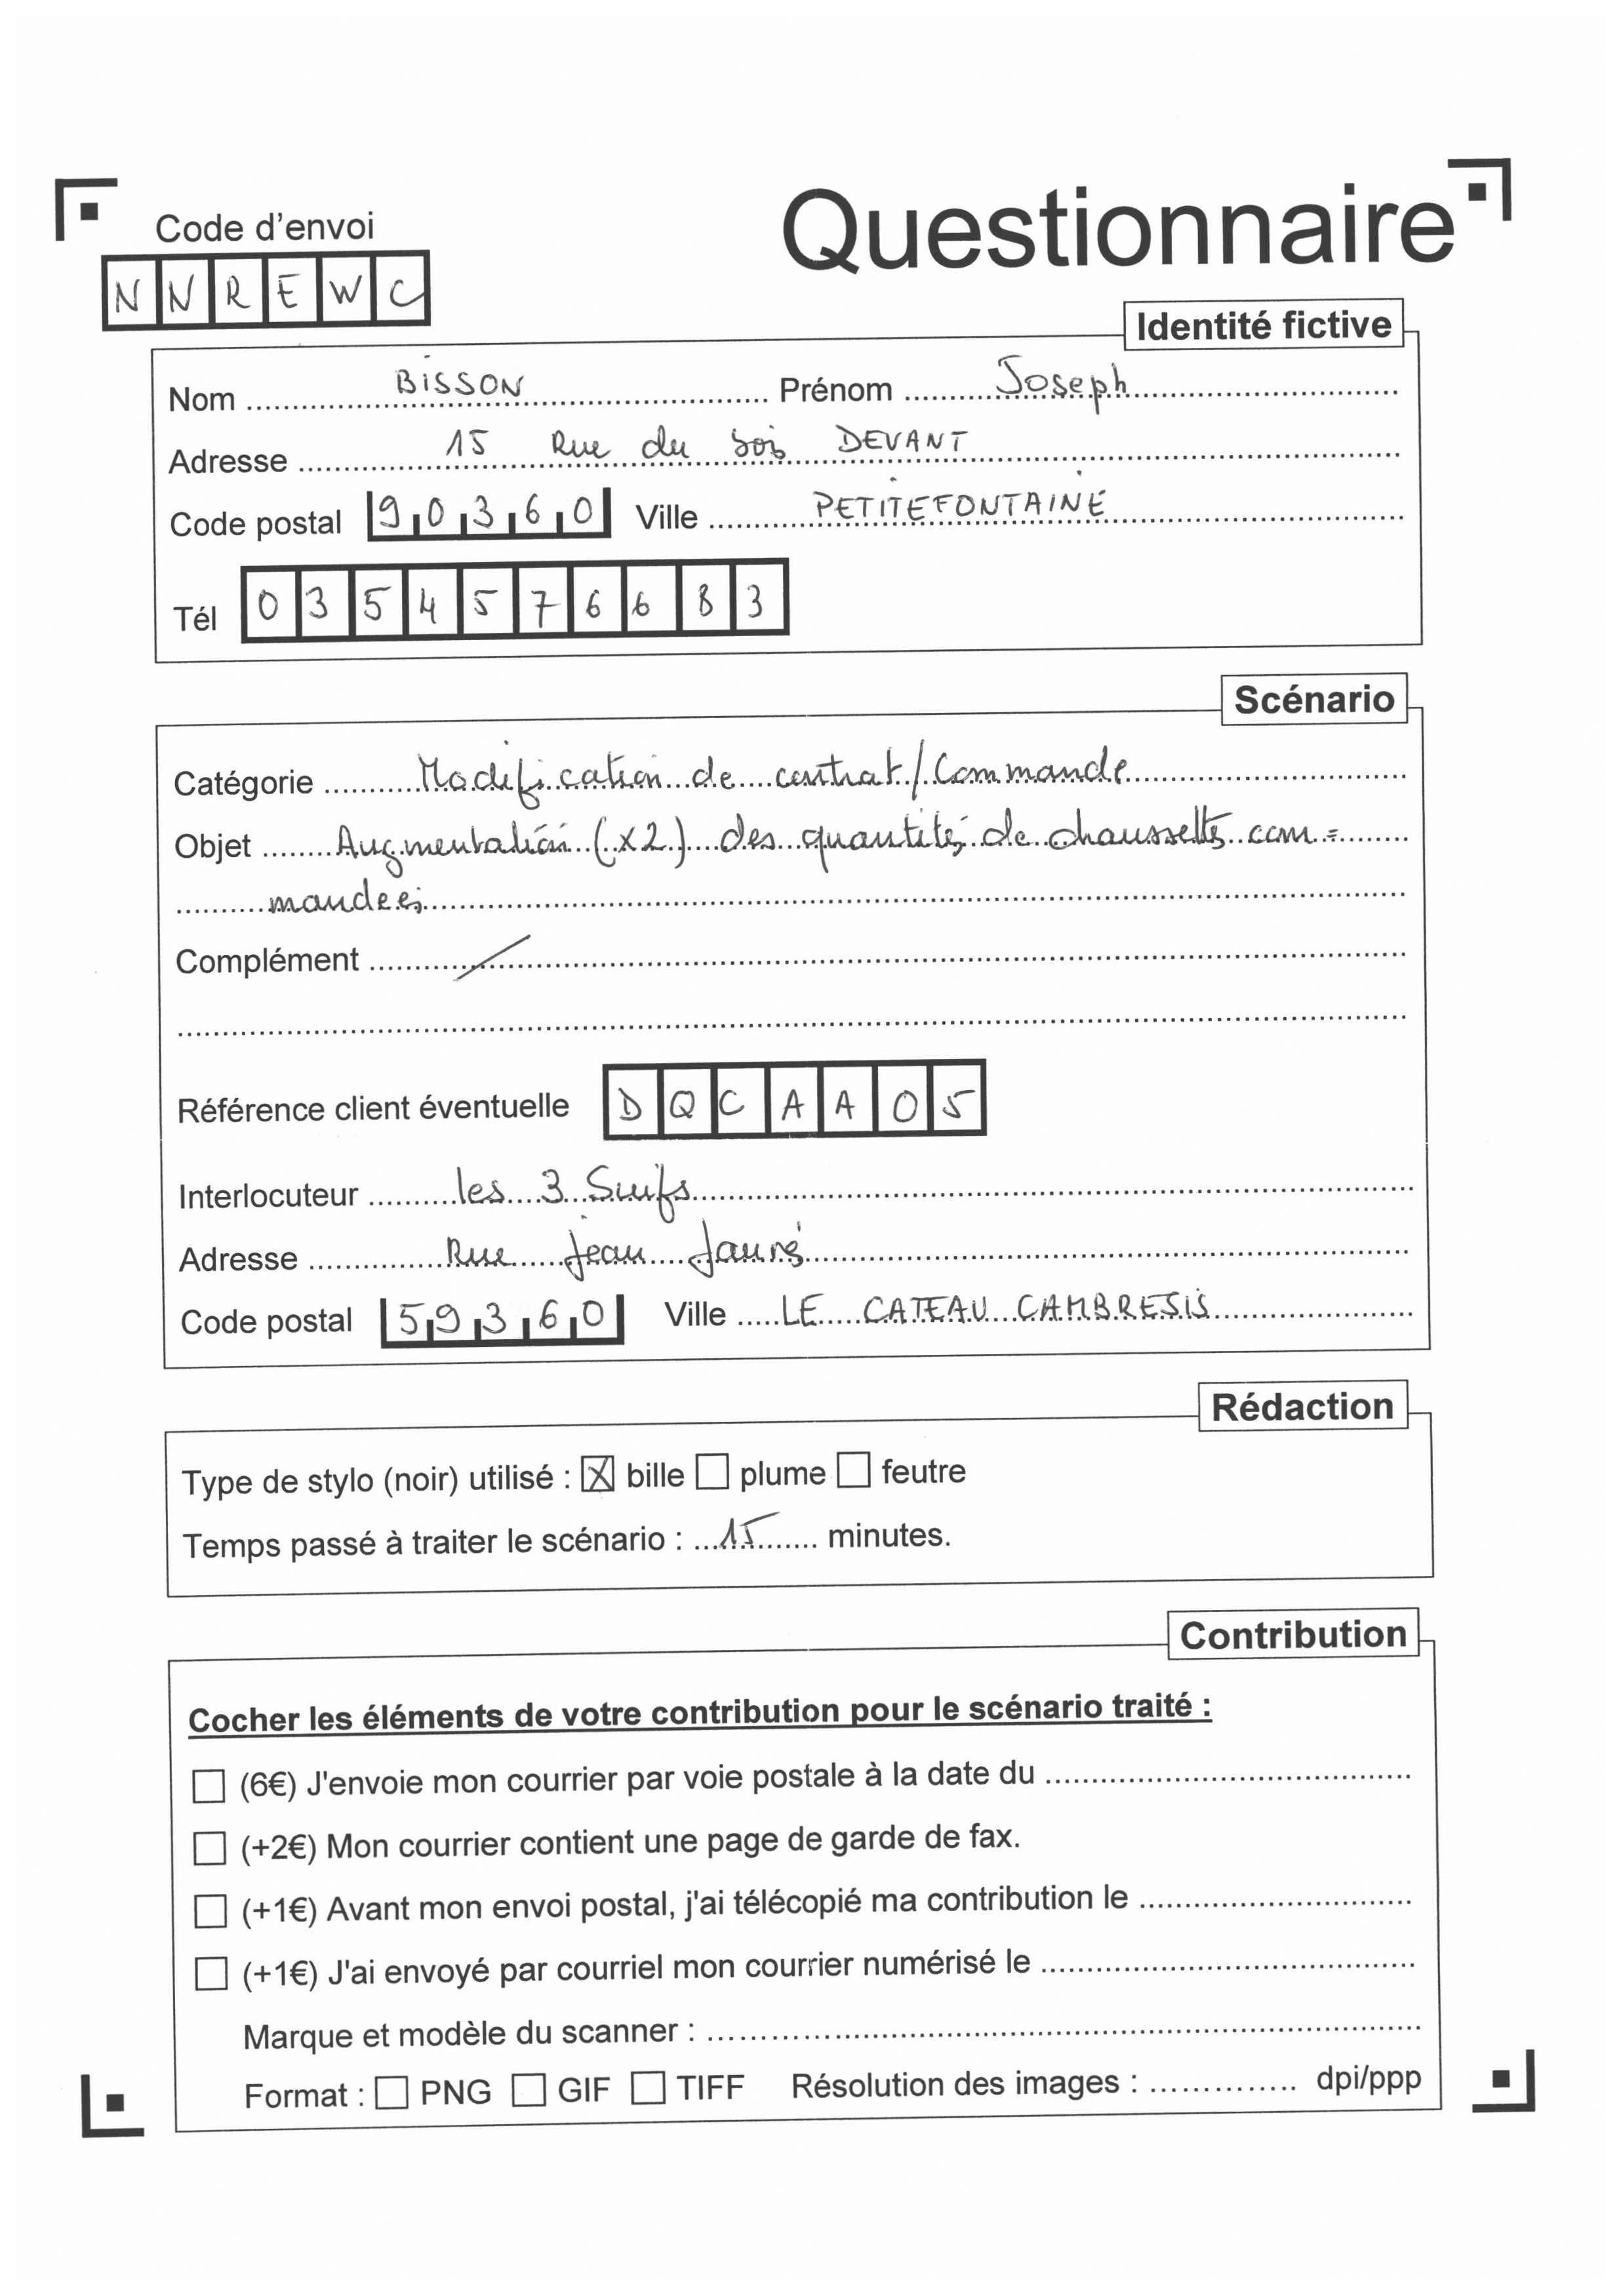 Questionnaire
Code d'envoi
NNREWC
Identité fictive
Nom BISSON Prénom Joseph
Adresse 15 Rue du bois DEVANT
Code postal 90360 Ville PETITEFONTAINE
Tél 0354576683
Scénario
Catégorie Modification de contrat/Commande
Objet Augmentation (x2) des quantités de chaussettes com=
mandées
Complément /
Référence client éventuelle DQCAA05
Interlocuteur les 3 Suifs
Adresse Rue Jean Jaurès
Code postal 59360 Ville LE CATEAU CAMBRESIS
Rédaction
Type de stylo (noir) utilisé : ☒ bille ☐ plume ☐ feutre
Temps passé à traiter le scénario : 15 minutes.
Contribution
Cocher les éléments de votre contribution pour le scénario traité :
☐ (6€) J'envoie mon courrier par voie postale à la date du
☐ (+2€) Mon courrier contient une page de garde de fax.
☐ (+1€) Avant mon envoi postal, j'ai télécopié ma contribution le
☐ (+1€) J'ai envoyé par courriel mon courrier numérisé le
Marque et modèle du scanner :
Format : ☐ PNG ☐ GIF ☐ TIFF Résolution des images : dpi/ppp